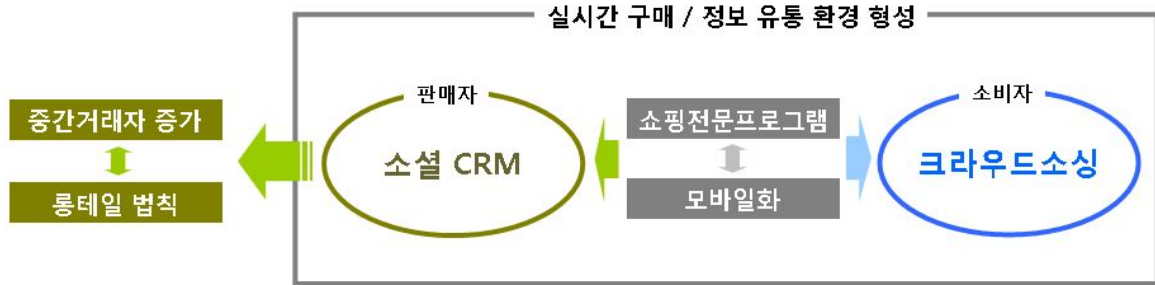 실시간 구매 / 정보 유통 환경 형성
중간거래자 증가
롱테일 법칙
판매자
소셜 CRM
쇼핑전문프로그램
모바일화
소비자
크라우드소싱